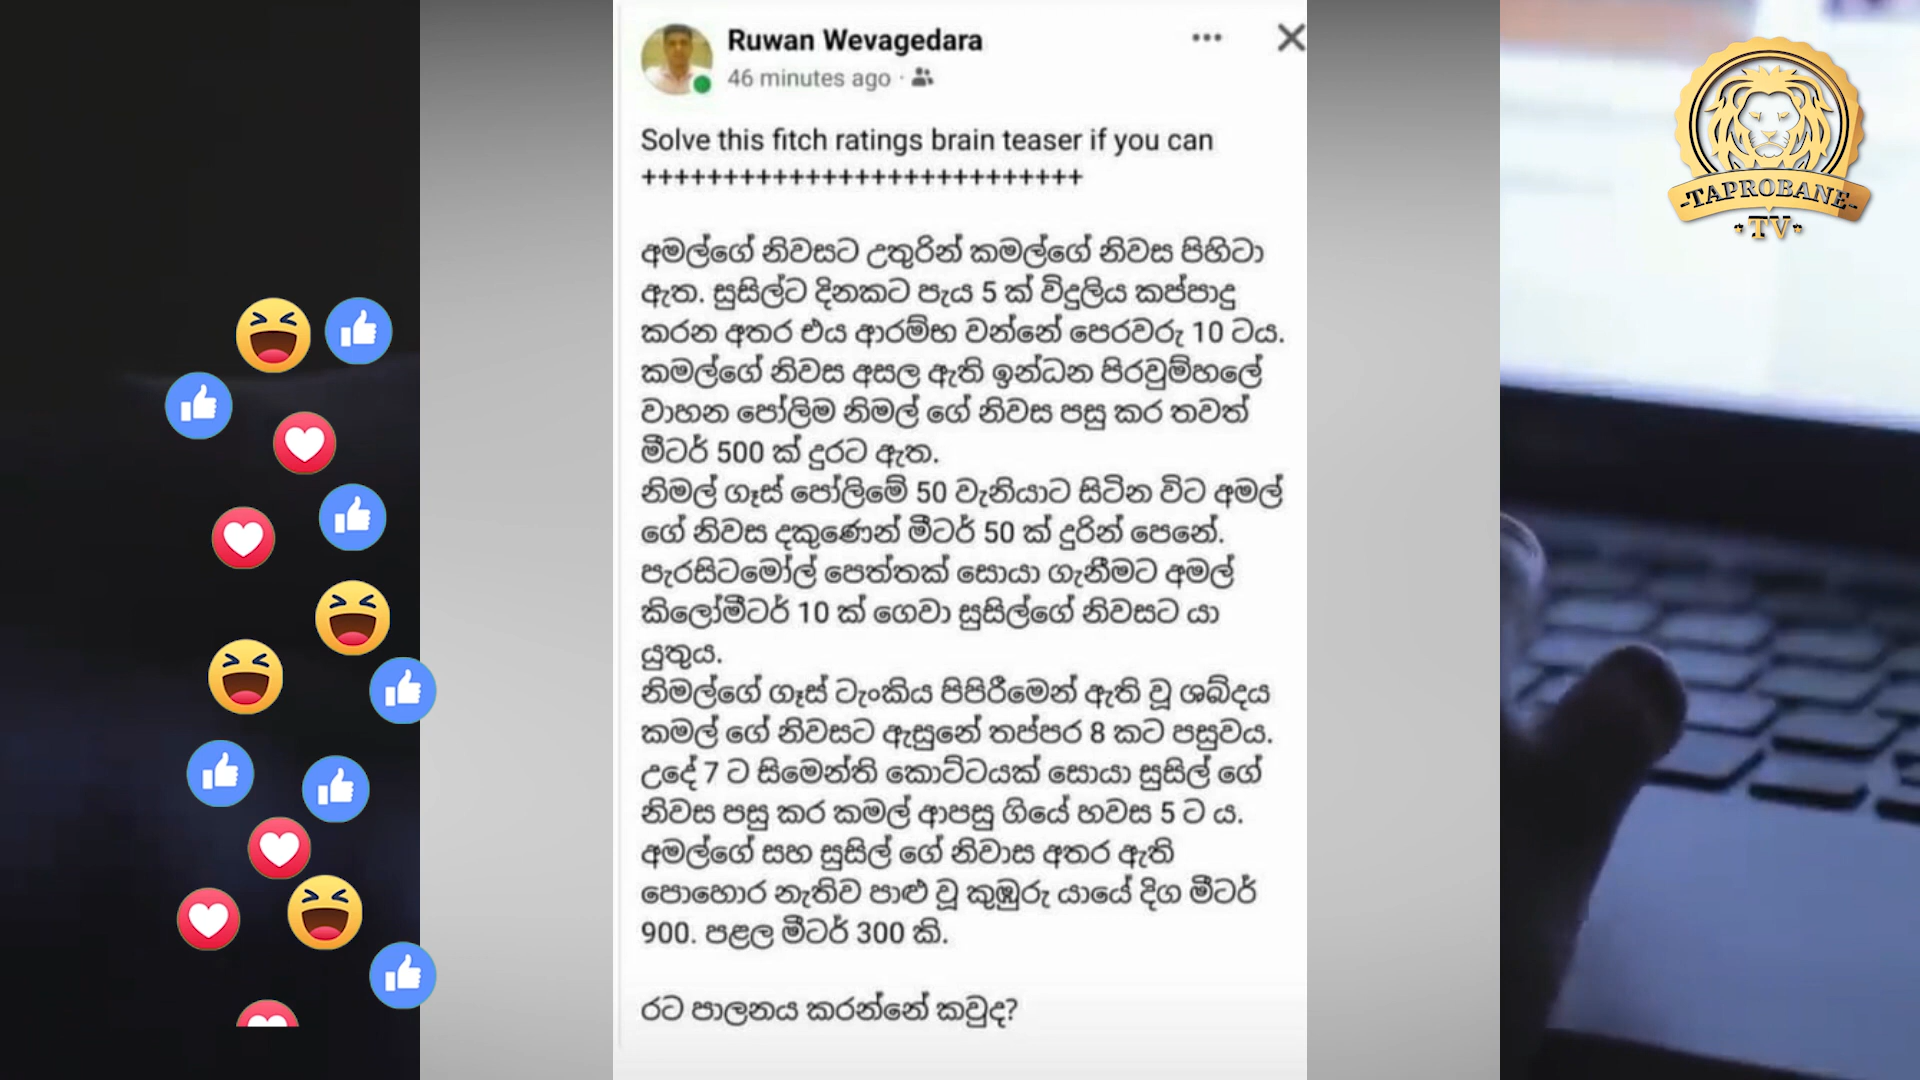 Ruwan Wevagedara
46 minutes ago ·
Solve this fitch ratings brain teaser if you can
+++++++++++++++++++++++++++
අමල්ගේ නිවසට උතුරින් කමල්ගේ නිවස පිහිටා
ඇත. සුසිල්ට දිනකට පැය 5 ක් විදුලිය කප්පාදු
කරන අතර එය ආරම්භ වන්නේ පෙරවරු 10 ටය.
කමල්ගේ නිවස අසල ඇති ඉන්ධන පිරවුම්හලේ
වාහන පෝලිම නිමල් ගේ නිවස පසු කර තවත්
මීටර් 500 ක් දුරට ඇත.
නිමල් ගෑස් පෝලිමේ 50 වැනියාට සිටින විට අමල්
ගේ නිවස දකුණෙන් මීටර් 50 ක් දුරින් පෙනේ.
පැරසිටමෝල් පෙත්තක් සොයා ගැනීමට අමල්
කිලෝමීටර් 10 ක් ගෙවා සුසිල්ගේ නිවසට යා
යුතුය.
නිමල්ගේ ගෑස් ටැංකිය පිපිරීමෙන් ඇති වූ ශබ්දය
කමල් ගේ නිවසට ඇසුනේ තප්පර 8 කට පසුවය.
උදේ 7 ට සිමෙන්ති කොට්ටයක් සොයා සුසිල් ගේ
නිවස පසු කර කමල් ආපසු ගියේ හවස 5 ට ය.
අමල්ගේ සහ සුසිල් ගේ නිවාස අතර ඇති
පොහොර නැතිව පාළු වූ කුඹුරු යායේ දිග මීටර්
900. පළල මීටර් 300 කි.
රට පාලනය කරන්නේ කවුද?
-TAPROBANE-
·TV·